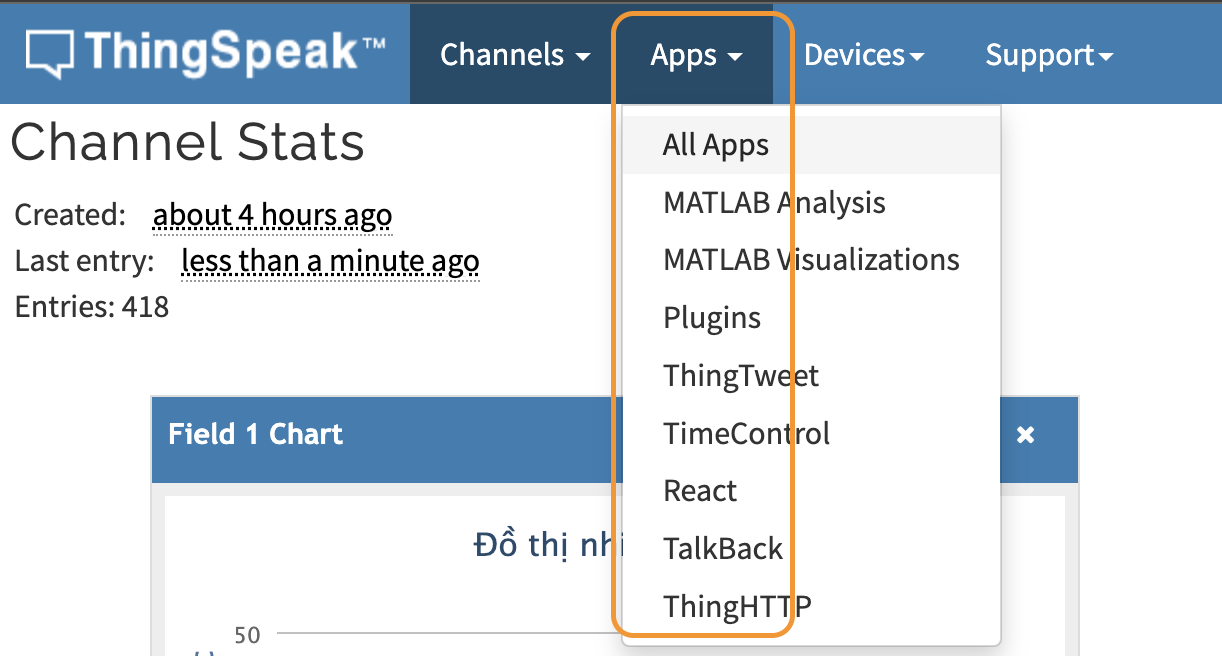 ThingSpeak™ Channels Apps Devices Support
Channel Stats
Created: about 4 hours ago
Last entry: less than a minute ago
Entries: 418
All Apps
MATLAB Analysis
MATLAB Visualizations
Plugins
ThingTweet
TimeControl
React
TalkBack
ThingHTTP
Field 1 Chart
Đồ thị
50